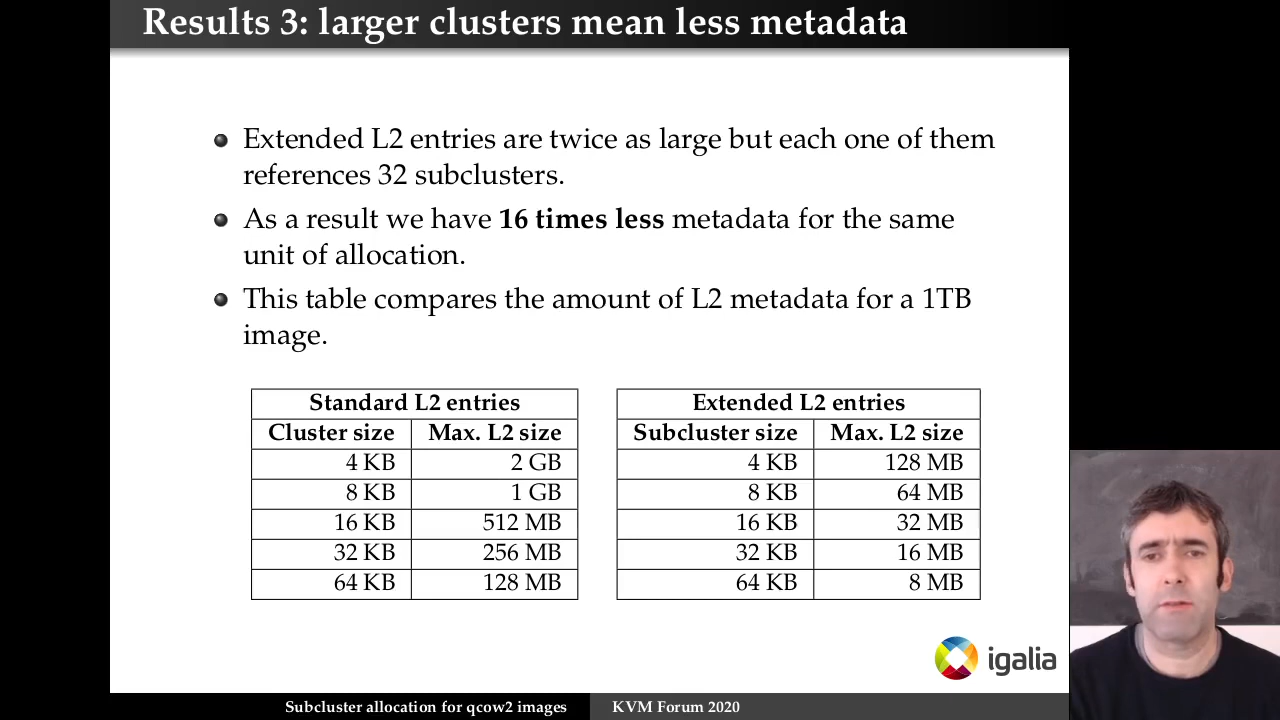 Results 3: larger clusters mean less metadata
Extended L2 entries are twice as large but each one of them
references 32 subclusters.
As a result we have 16 times less metadata for the same
unit of allocation.
This table compares the amount of L2 metadata for a 1TB
image.
Standard L2 entries
Cluster size Max. L2 size
4 KB 2 GB
8 KB 1 GB
16 KB 512 MB
32 KB 256 MB
64 KB 128 MB
Extended L2 entries
Subcluster size Max. L2 size
4 KB 128 MB
8 KB 64 MB
16 KB 32 MB
32 KB 16 MB
64 KB 8 MB
igalia
Subcluster allocation for qcow2 images KVM Forum 2020